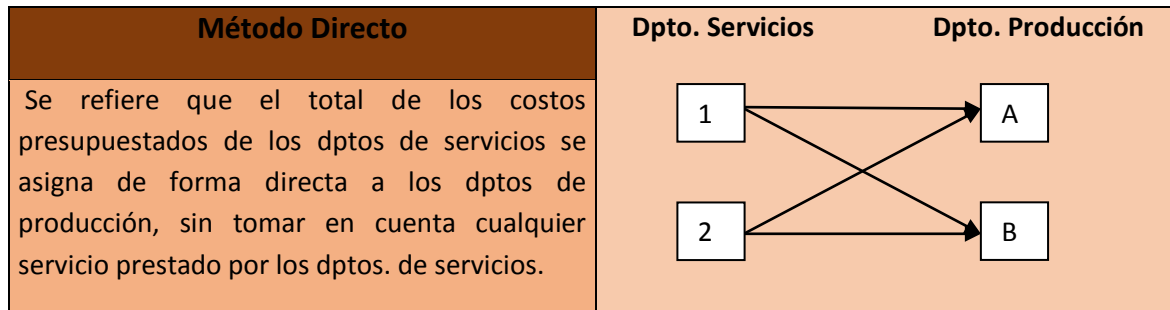 Método Directo
Se refiere que el total de los costos
presupuestados de los dptos de servicios se
asigna de forma directa a los dptos de
producción, sin tomar en cuenta cualquier
servicio prestado por los dptos. de servicios.
Dpto. Servicios Dpto. Producción
1 A
2 B